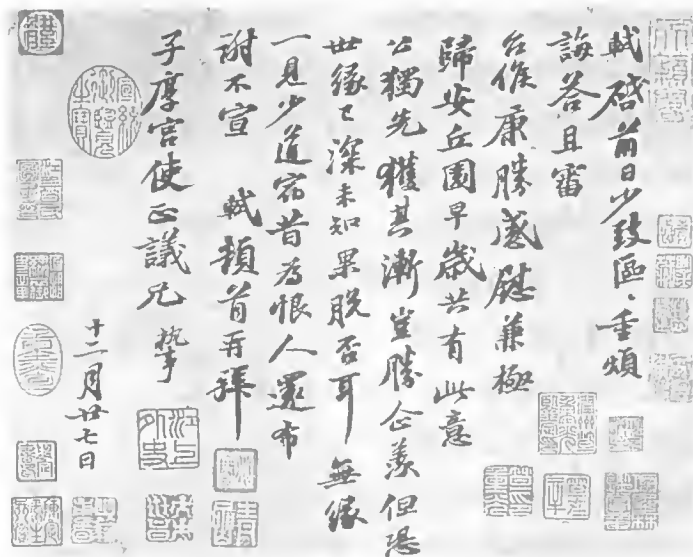 軾啓前日少致區〻重煩
誨答且審
台候康勝感慰兼極
歸安丘園早歲共有此意
公獨先獲其漸豈勝企羨但恐
世緣已深未知果脫否耳無緣
一見少道宿昔為恨人還布
謝不宣 軾頓首再拜
子厚宮使正議兄 執事
十二月廿七日